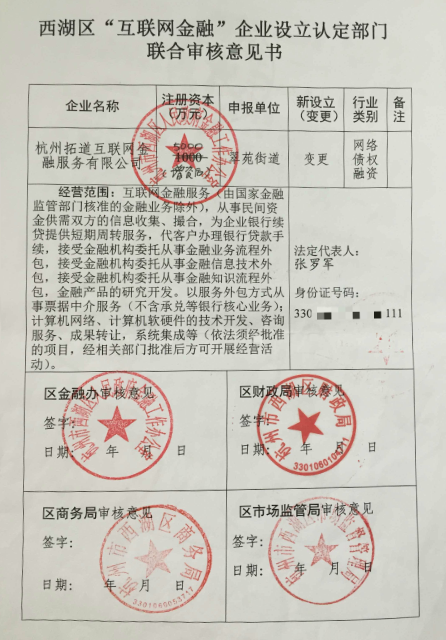 西湖区“互联网金融”企业设立认定部门
联合审核意见书
企业名称
注册资本
（万元）
申报单位
新设立
（变更）
行业
类别
备
注
杭州拓道互联网金
融服务有限公司
5000
1000
（增资后）
翠苑街道
变更
网络
债权
融资
经营范围：互联网金融服务（由国家金融
监管部门核准的金融业务除外），从事民间资
金供需双方的信息收集、撮合，为企业银行续
贷提供短期周转服务，代客户办理银行贷款手
续，接受金融机构委托从事金融业务流程外
包，接受金融机构委托从事金融信息技术外
包，接受金融机构委托从事金融知识流程外
包，金融产品的研究开发。以服务外包方式从
事票据中介服务（不含承兑等银行核心业务）；
计算机网络、计算机软硬件的技术开发、咨询
服务、成果转让，系统集成等（依法须经批准
的项目，经相关部门批准后方可开展经营活
动）。
法定代表人：
张罗军
身份证号码：
330 111
区金融办审核意见
签字：
日期： 年 月 日
区财政局审核意见
签字：
日期： 年 月 日
杭州市西湖区财政局
区商务局审核意见
签字：
日期： 年 月 日
杭州市西湖区商务局
3301060053717
区市场监管局审核意见
签字：
日期： 年 月 日